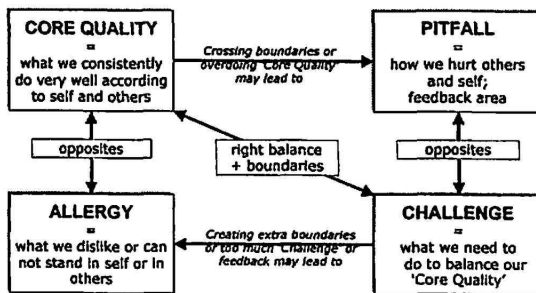 CORE QUALITY
=
what we consistently
do very well according
to self and others
Crossing boundaries or
overdoing 'Core Quality'
may lead to
PITFALL
=
how we hurt others
and self;
feedback area
opposites
right balance
+ boundaries
opposites
ALLERGY
=
what we dislike or can
not stand in self or in
others
Creating extra boundaries
or too much 'Challenge' or
feedback may lead to
CHALLENGE
=
what we need to
do to balance our
'Core Quality'